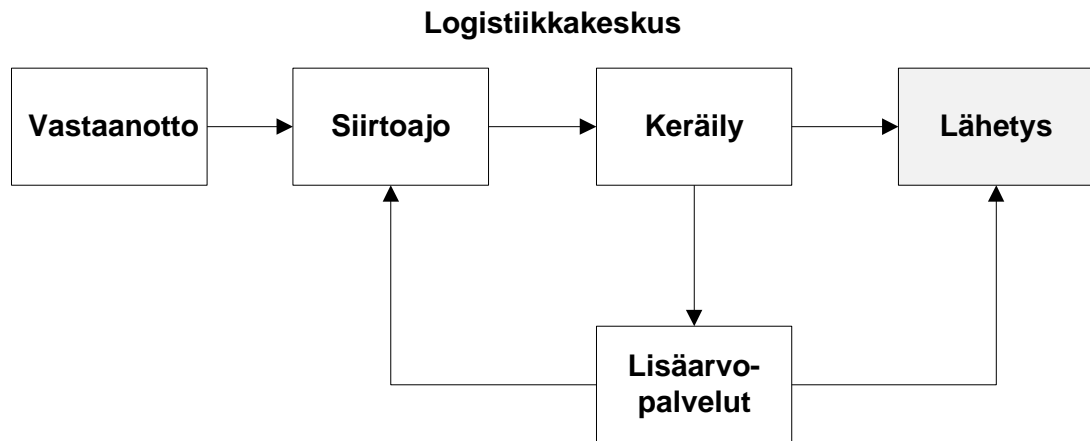 Logistiikkakeskus
Vastaanotto
Siirtoajo
Keräily
Lähetys
Lisäarvo-
palvelut